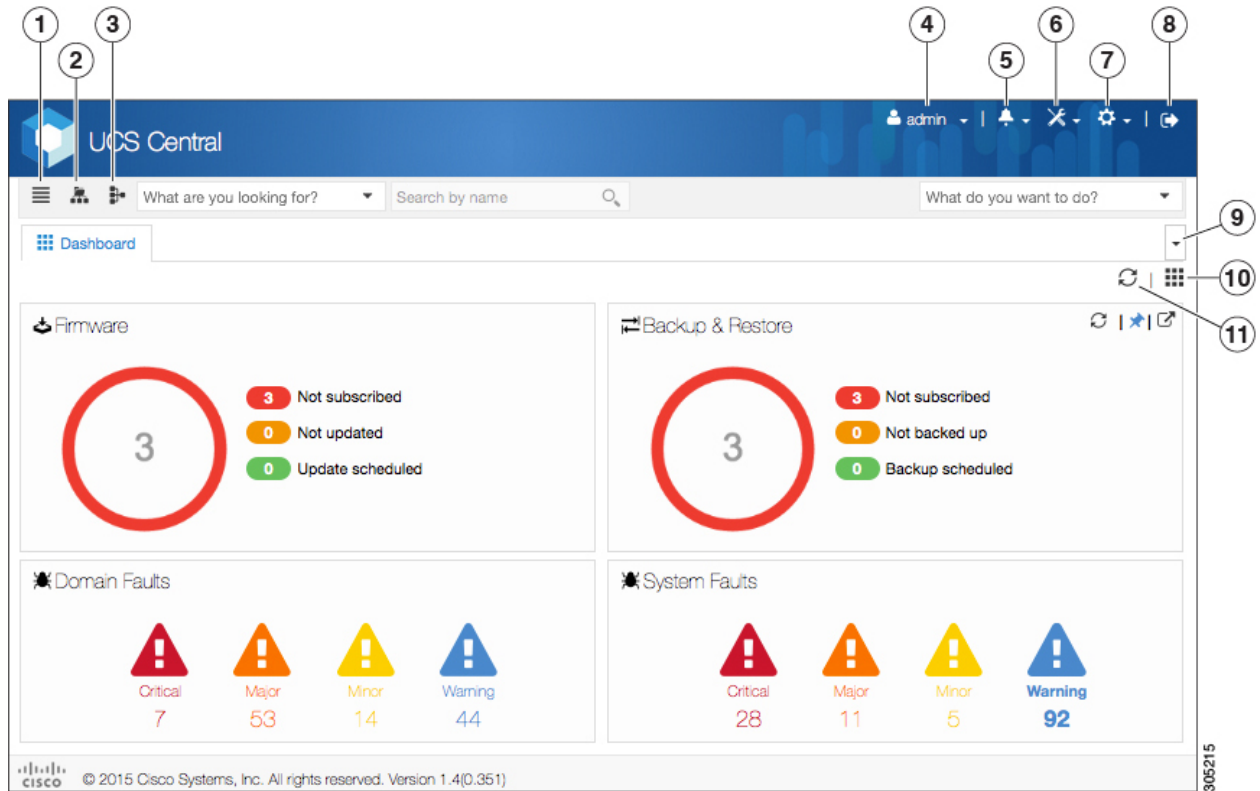 1 3 4 6 8
2 5 7
UCS Central
admin
What are you looking for?
Search by name
What do you want to do?
9
Dashboard
10
11
Firmware
3
3 Not subscribed
0 Not updated
0 Update scheduled
Backup & Restore
3
3 Not subscribed
0 Not backed up
0 Backup scheduled
Domain Faults
Critical Major Minor Warning
7 53 14 44
System Faults
Critical Major Minor Warning
28 11 5 92
CISCO © 2015 Cisco Systems, Inc. All rights reserved. Version 1.4(0.351)
305215